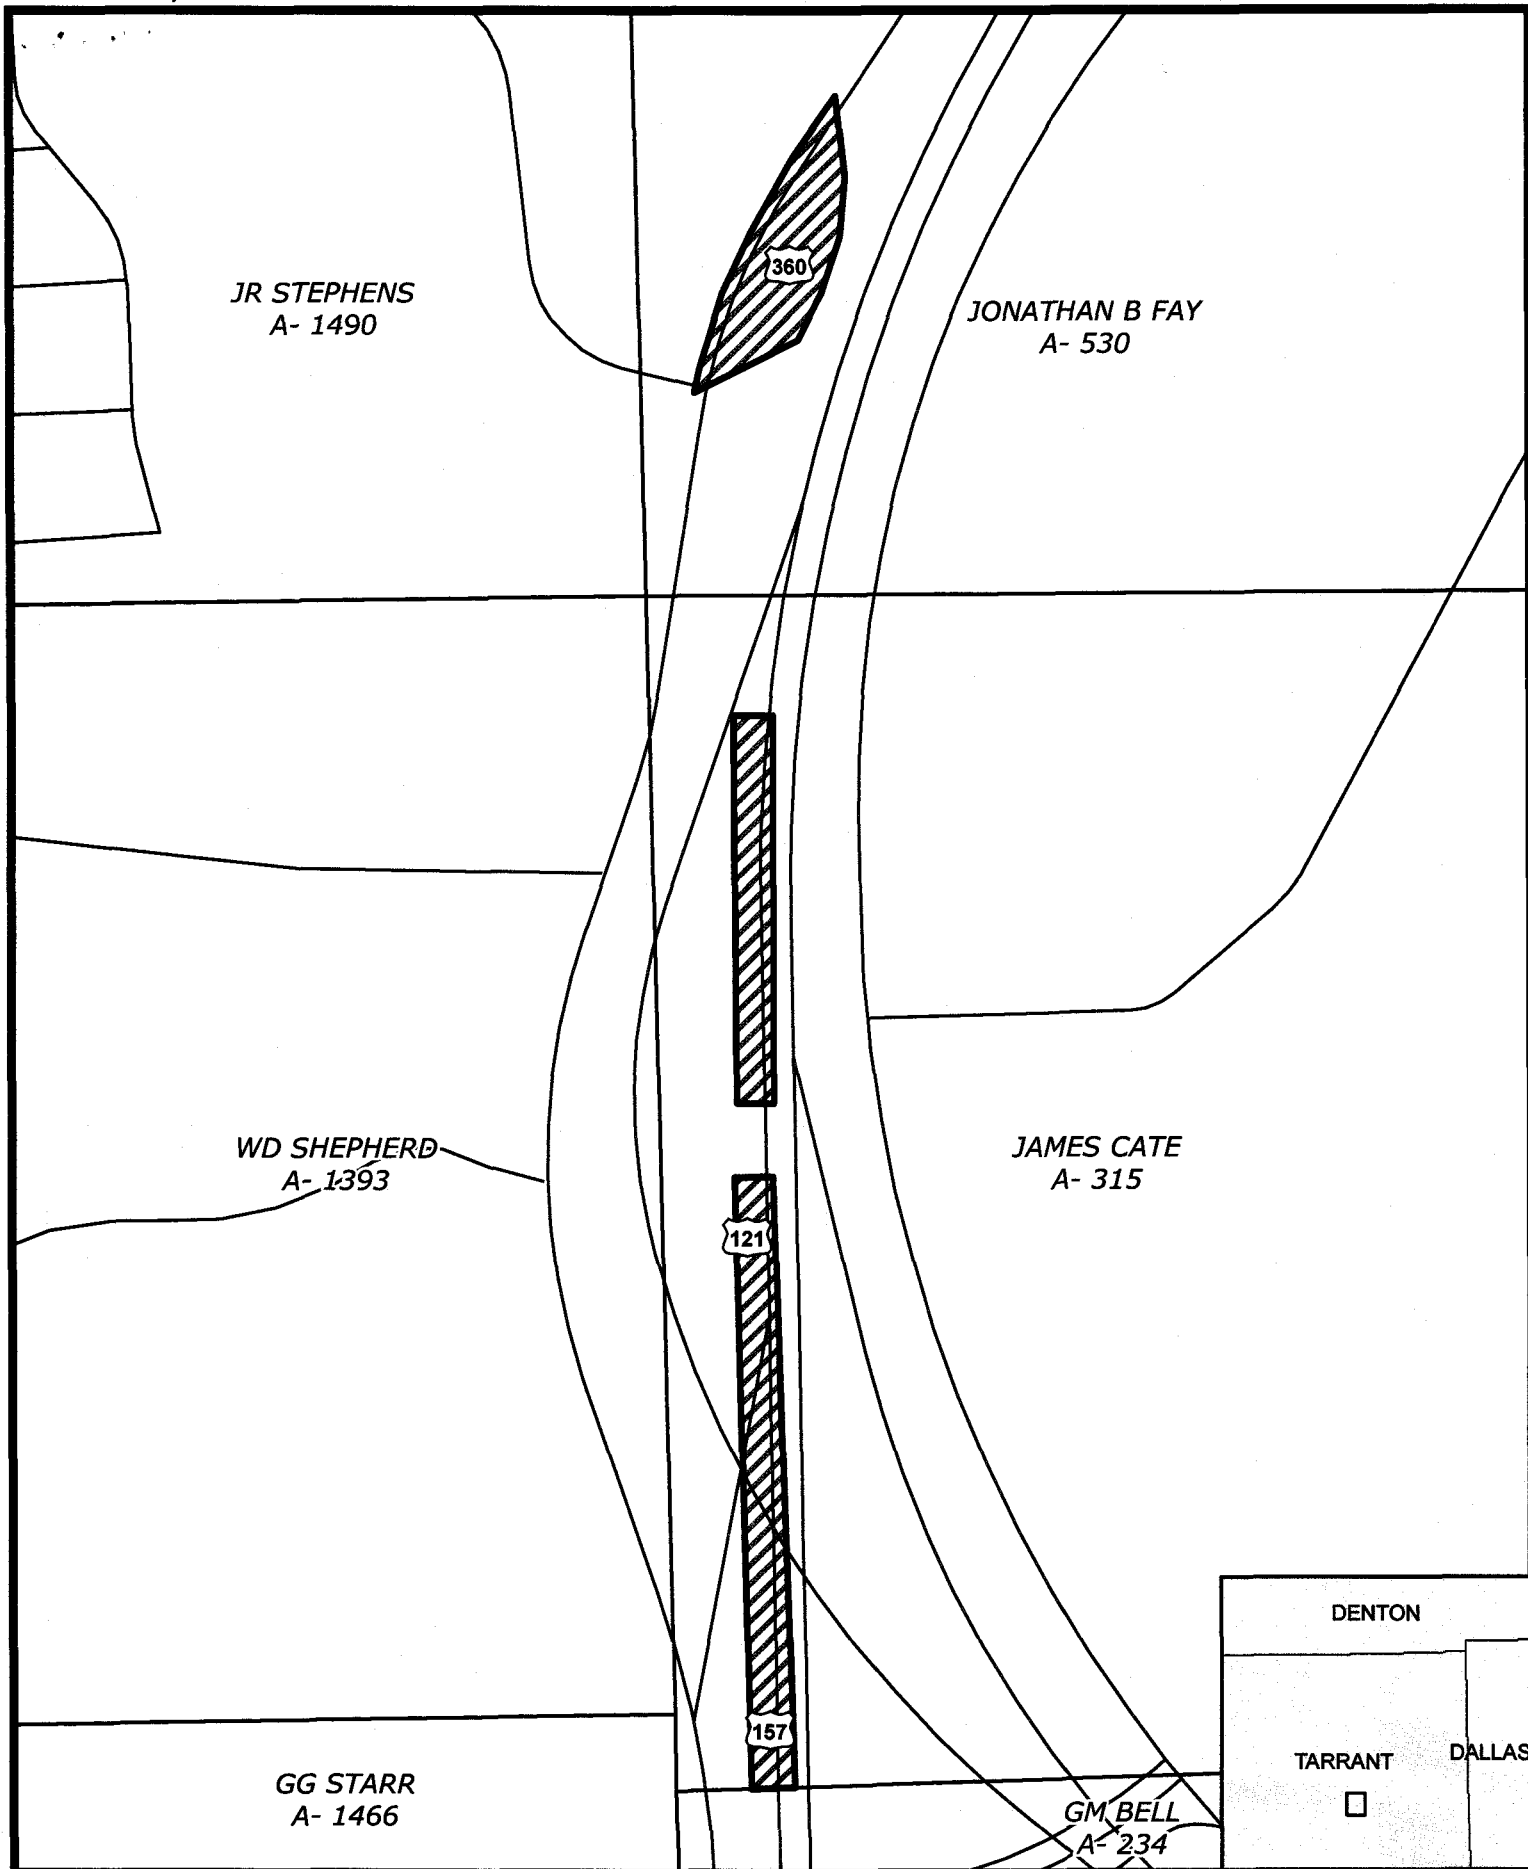 360
JR STEPHENS
A- 1490
JONATHAN B FAY
A- 530
WD SHEPHERD
A- 1393
JAMES CATE
A- 315
121
DENTON
157
TARRANT
DALLAS
GG STARR
A- 1466
GM BELL
A- 234